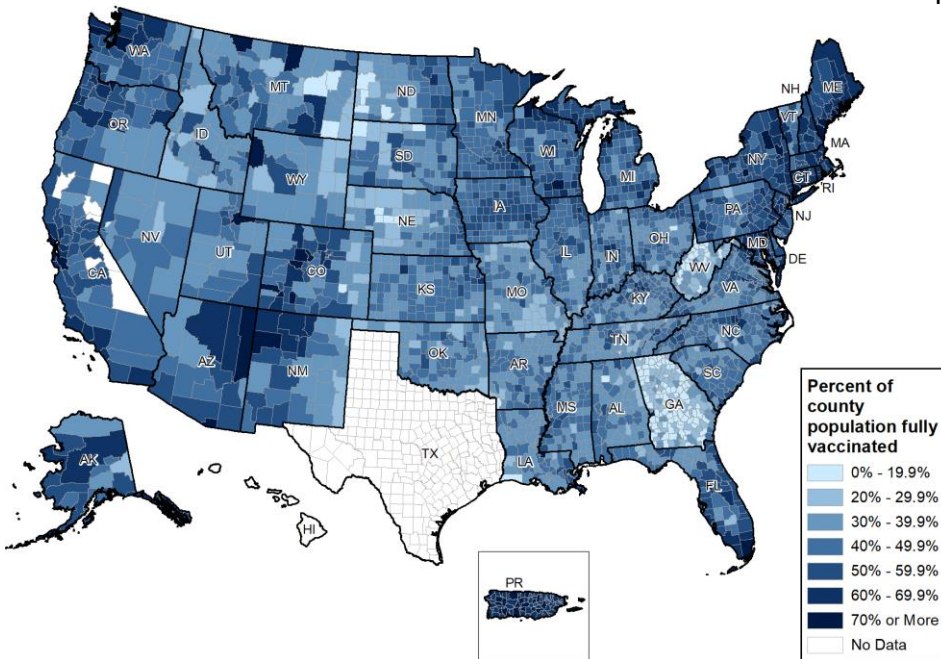 WA
MT
ND
MN
NH
ME
VT
OR
ID
MA
SD
WI
NY
WY
MI
CT
RI
IA
PA
NE
NJ
NV
OH
IL
IN
MD
UT
DE
CO
WV
CA
VA
KS
MO
KY
NC
TN
AZ
OK
NM
AR
SC
MS
AL
GA
TX
LA
AK
FL
HI
PR
Percent of
county
population fully
vaccinated
0% - 19.9%
20% - 29.9%
30% - 39.9%
40% - 49.9%
50% - 59.9%
60% - 69.9%
70% or More
No Data